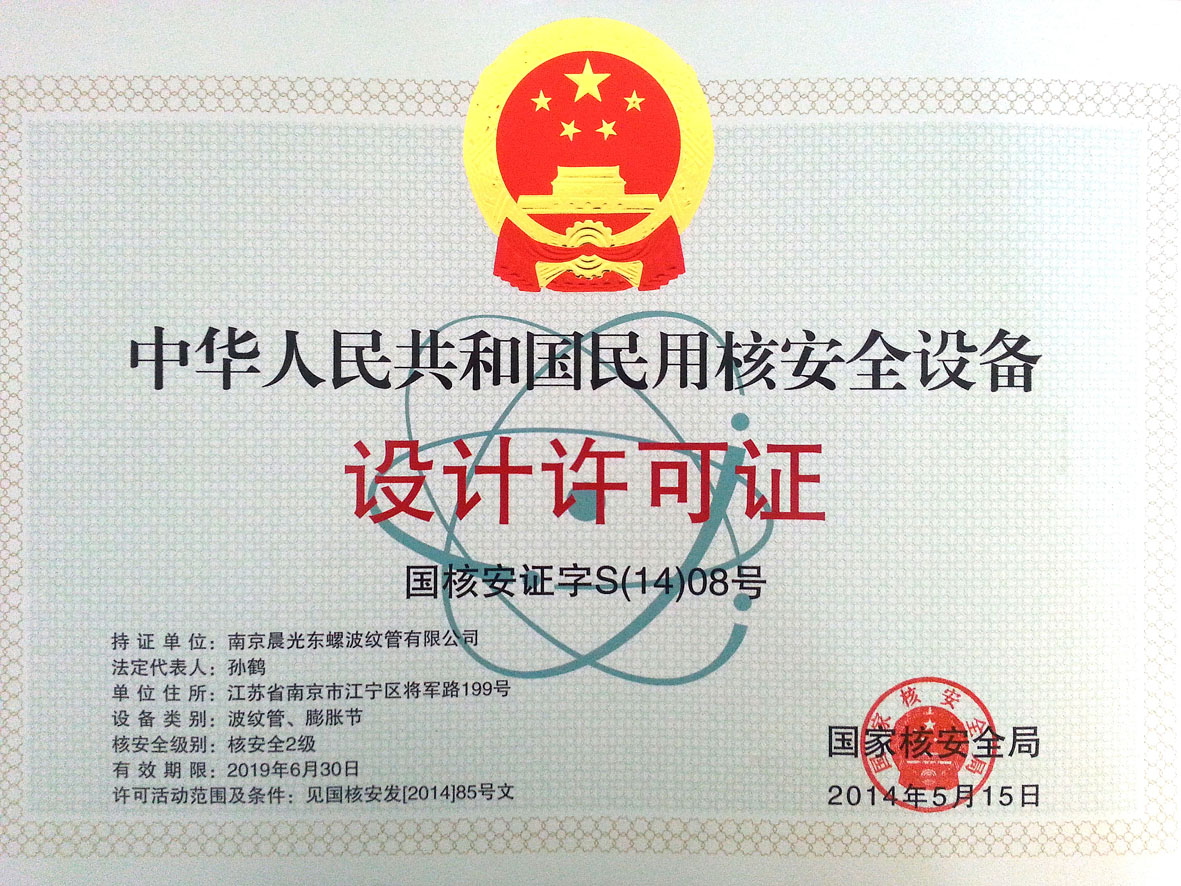 中华人民共和国民用核安全设备
设计许可证
国核安证字S(14)08号
持证单位：南京晨光东螺波纹管有限公司
法定代表人：孙鹤
单位住所：江苏省南京市江宁区将军路199号
设备类别：波纹管、膨胀节
核安全级别：核安全2级
有效期限：2019年6月30日
许可活动范围及条件：见国核安发[2014]85号文
国家核安全局
国家核安全局
2014年5月15日